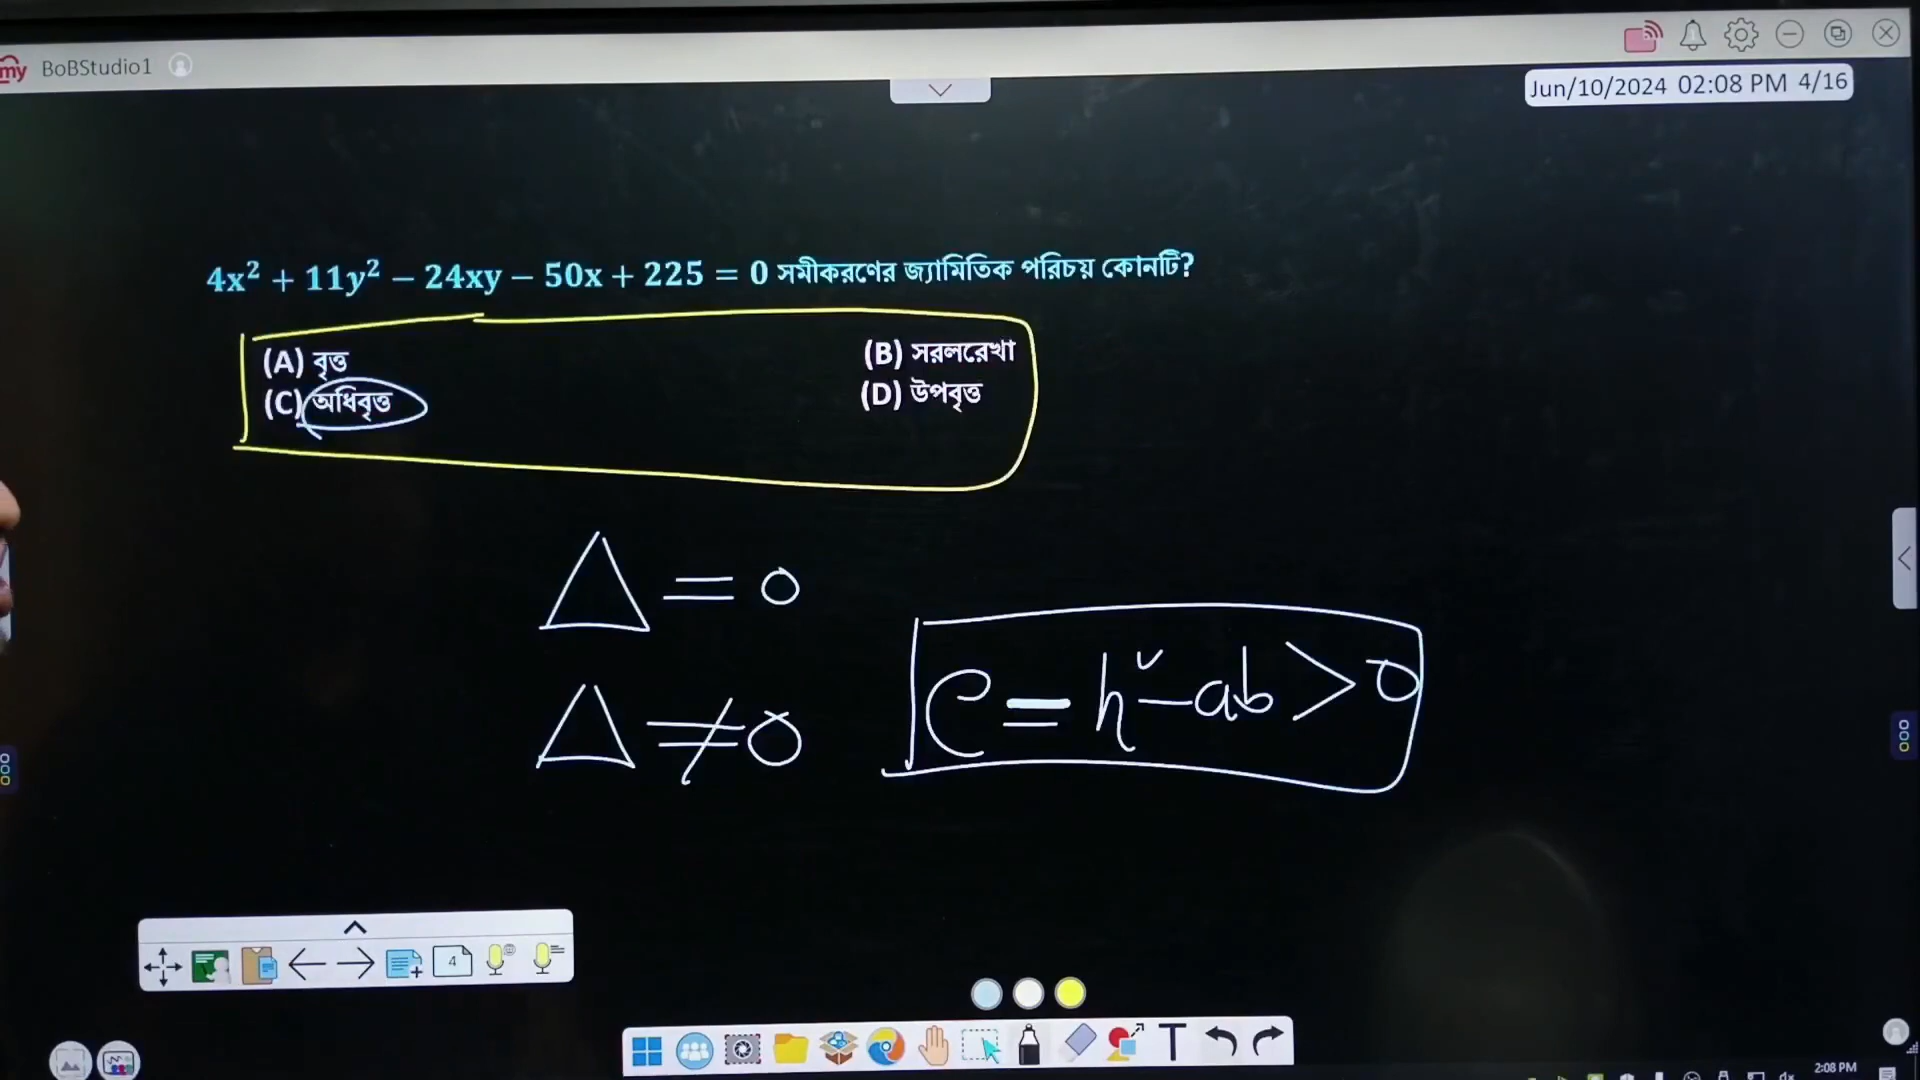 my BoBStudio1
Jun/10/2024 02:08 PM 4/16
4x² + 11y² − 24xy − 50x + 225 = 0 সমীকরণের জ্যামিতিক পরিচয় কোনটি?
(A) বৃত্ত
(B) সরলরেখা
(C) অধিবৃত্ত
(D) উপবৃত্ত
Δ = 0
Δ ≠ 0
C = h² - ab > 0
4
T
2:08 PM